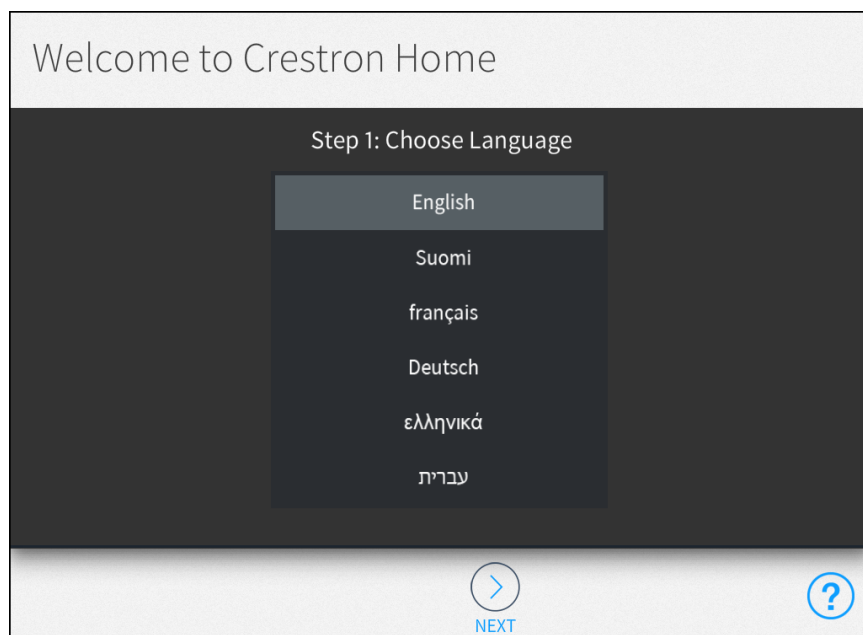 Welcome to Crestron Home
Step 1: Choose Language
English
Suomi
français
Deutsch
ελληνικά
עברית
NEXT
?